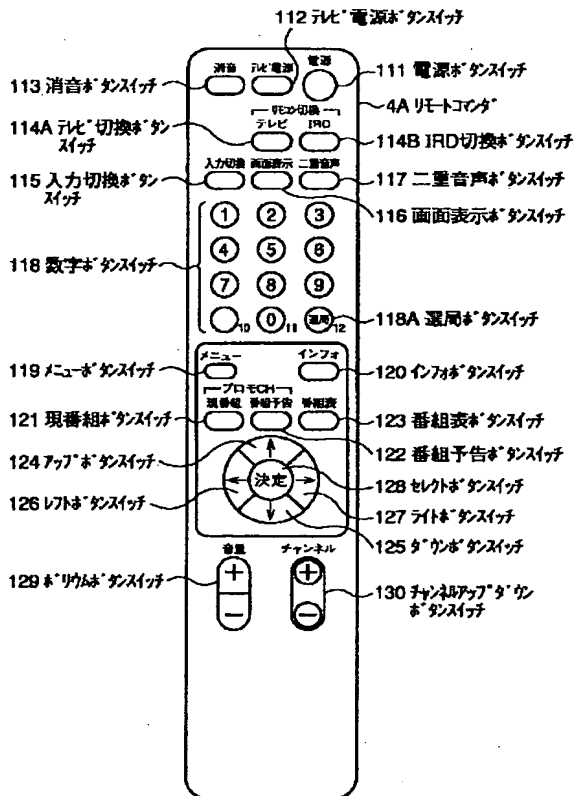 112 テレビ電源ボタンスイッチ
消音 テレビ電源 電源
113 消音ボタンスイッチ
111 電源ボタンスイッチ
4A リモートコマンダ
リモコン切換
テレビ IRD
114A テレビ切換ボタン
スイッチ
114B IRD切換ボタンスイッチ
入力切換 画面表示 二重音声
115 入力切換ボタン
スイッチ
117 二重音声ボタンスイッチ
116 画面表示ボタンスイッチ
1 2 3
4 5 6
118 数字ボタンスイッチ
7 8 9
10 0 11 選局 12
118A 選局ボタンスイッチ
メニュー インフォ
119 メニューボタンスイッチ
120 インフォボタンスイッチ
プロモCH
現番組 番組予告 番組表
121 現番組ボタンスイッチ
123 番組表ボタンスイッチ
122 番組予告ボタンスイッチ
124 アップボタンスイッチ
決定
128 セレクトボタンスイッチ
126 レフトボタンスイッチ
127 ライトボタンスイッチ
125 ダウンボタンスイッチ
音量 チャンネル
129 ボリウムボタンスイッチ
+ +
− −
130 チャンネルアップダウン
ボタンスイッチ